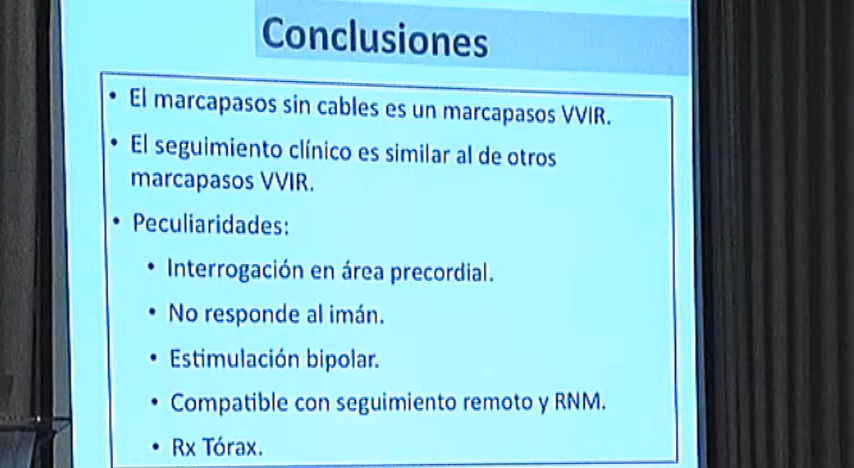 Conclusiones
• El marcapasos sin cables es un marcapasos VVIR.
• El seguimiento clínico es similar al de otros
marcapasos VVIR.
• Peculiaridades:
• Interrogación en área precordial.
• No responde al imán.
• Estimulación bipolar.
• Compatible con seguimiento remoto y RNM.
• Rx Tórax.